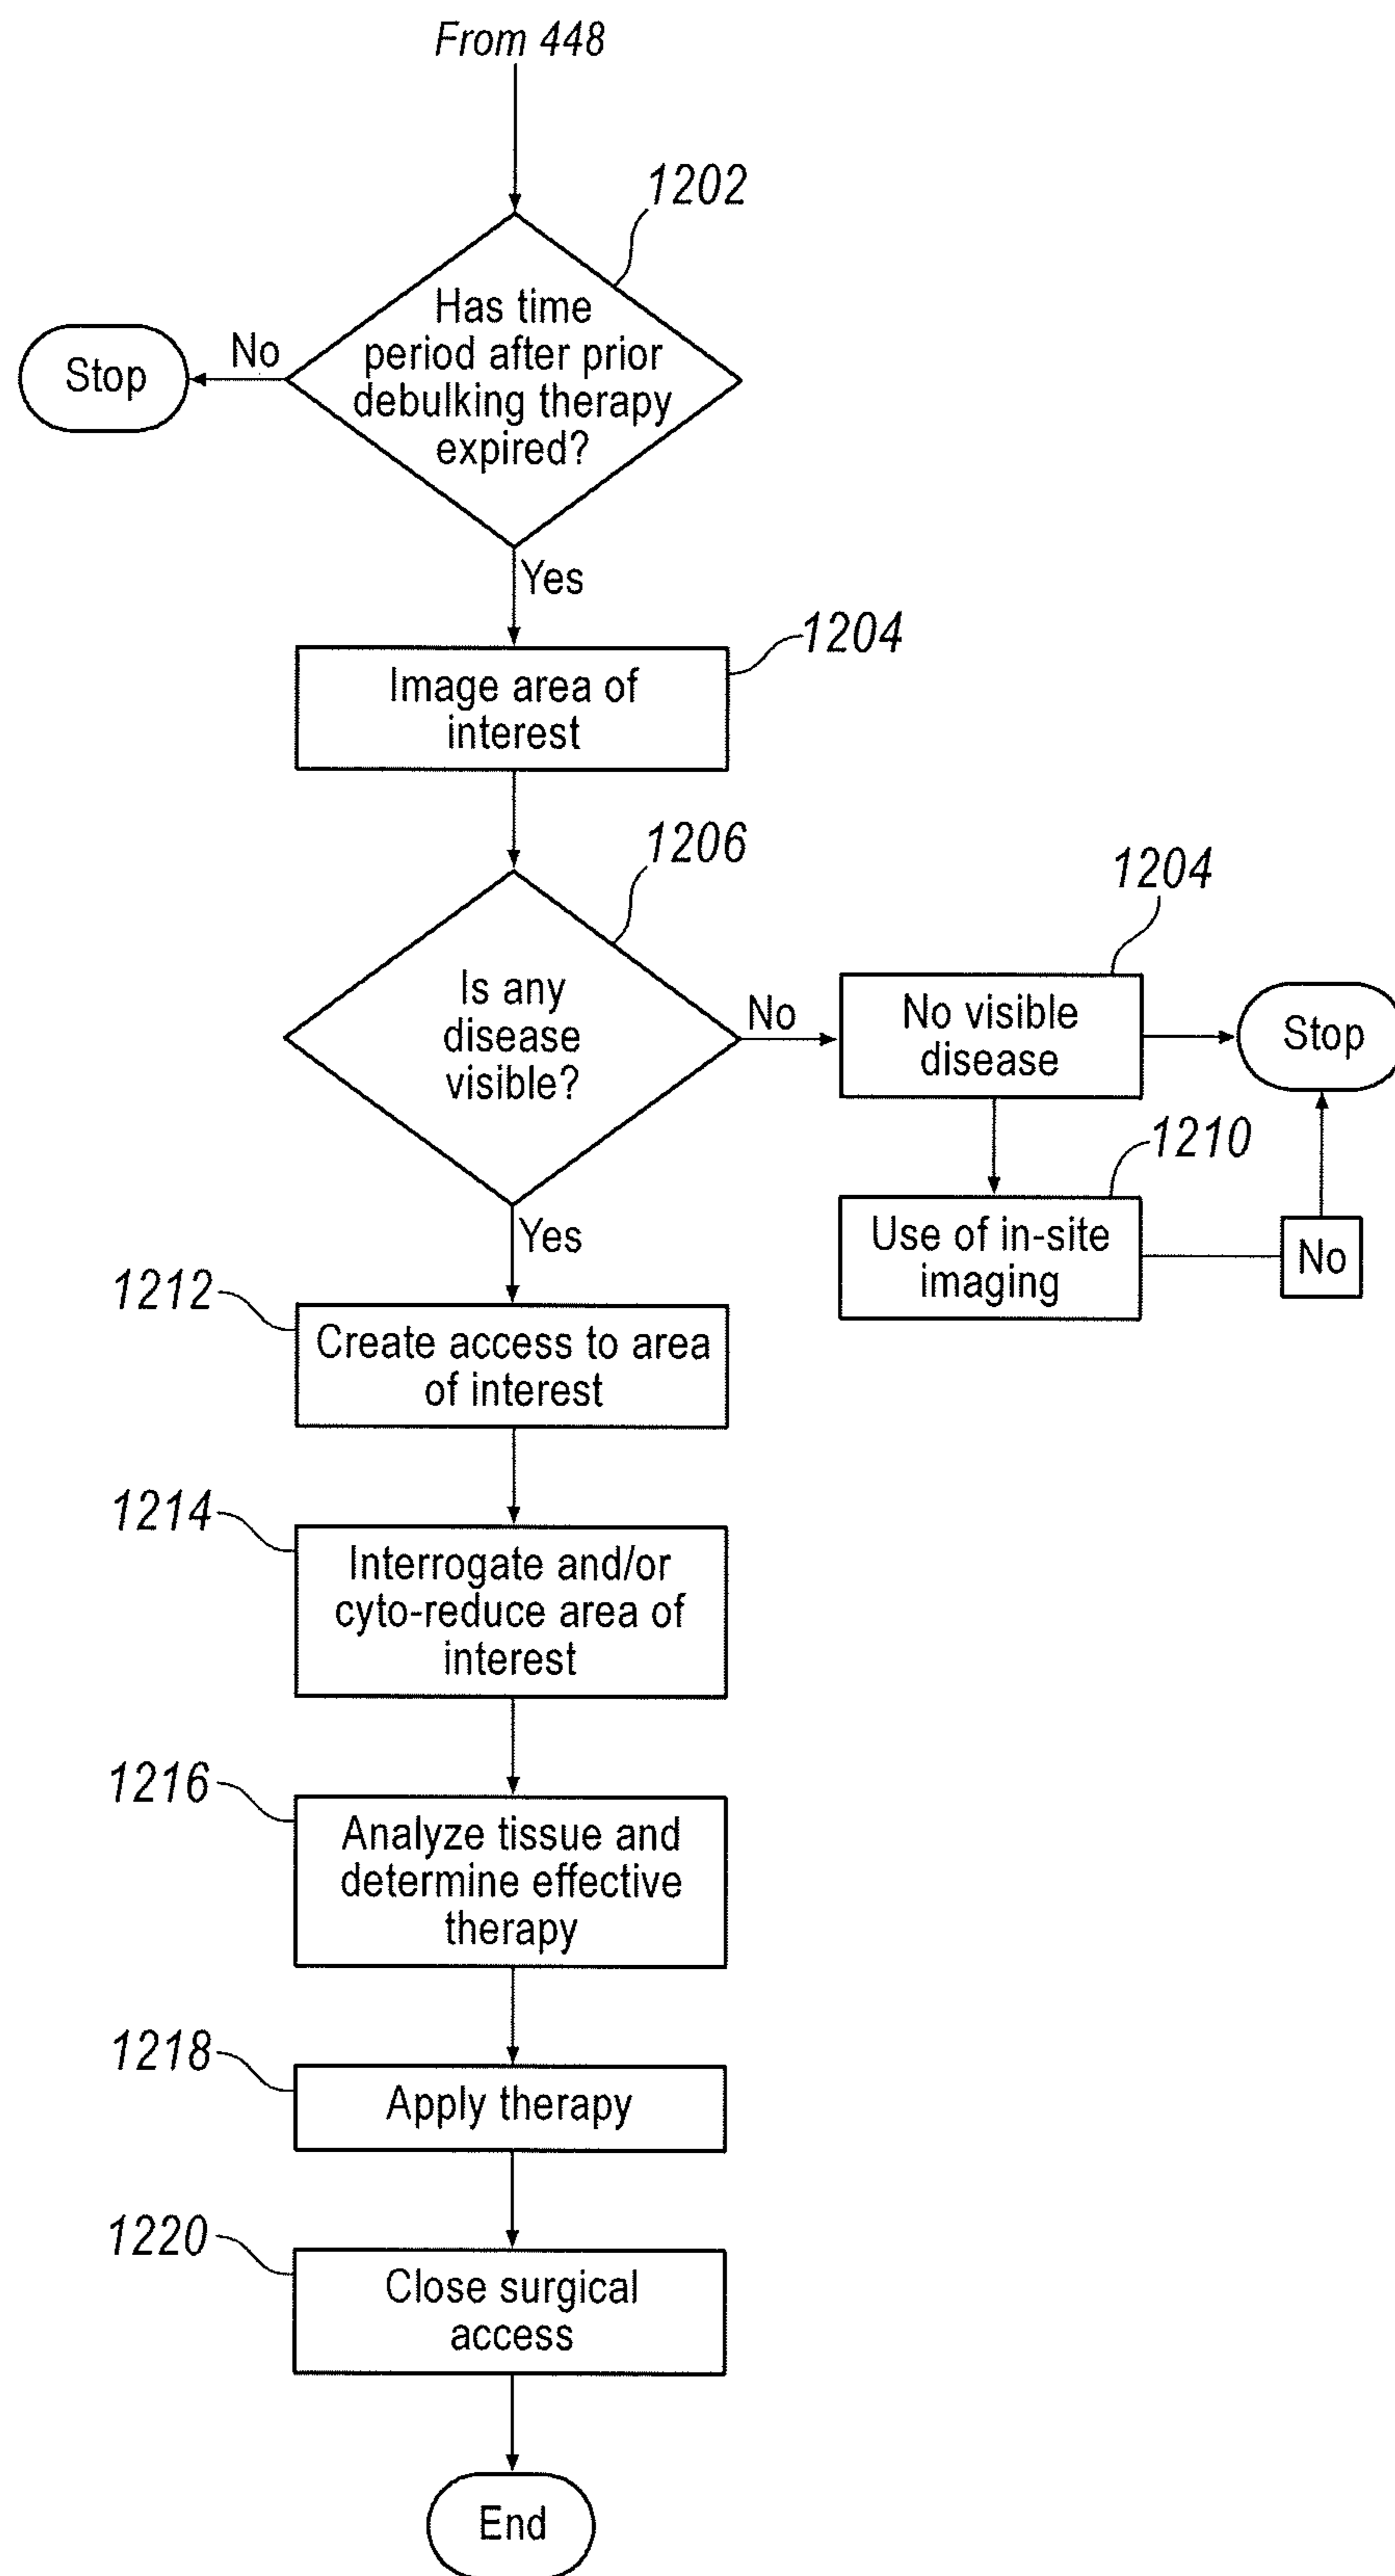 From 448
1202
Has time
period after prior
debulking therapy
expired?
No
Stop
Yes
1204
Image area of
interest
1206
Is any
disease
visible?
No
1204
No visible
disease
Stop
1210
Use of in-site
imaging
No
Yes
1212
Create access to area
of interest
1214
Interrogate and/or
cyto-reduce area of
interest
1216
Analyze tissue and
determine effective
therapy
1218
Apply therapy
1220
Close surgical
access
End